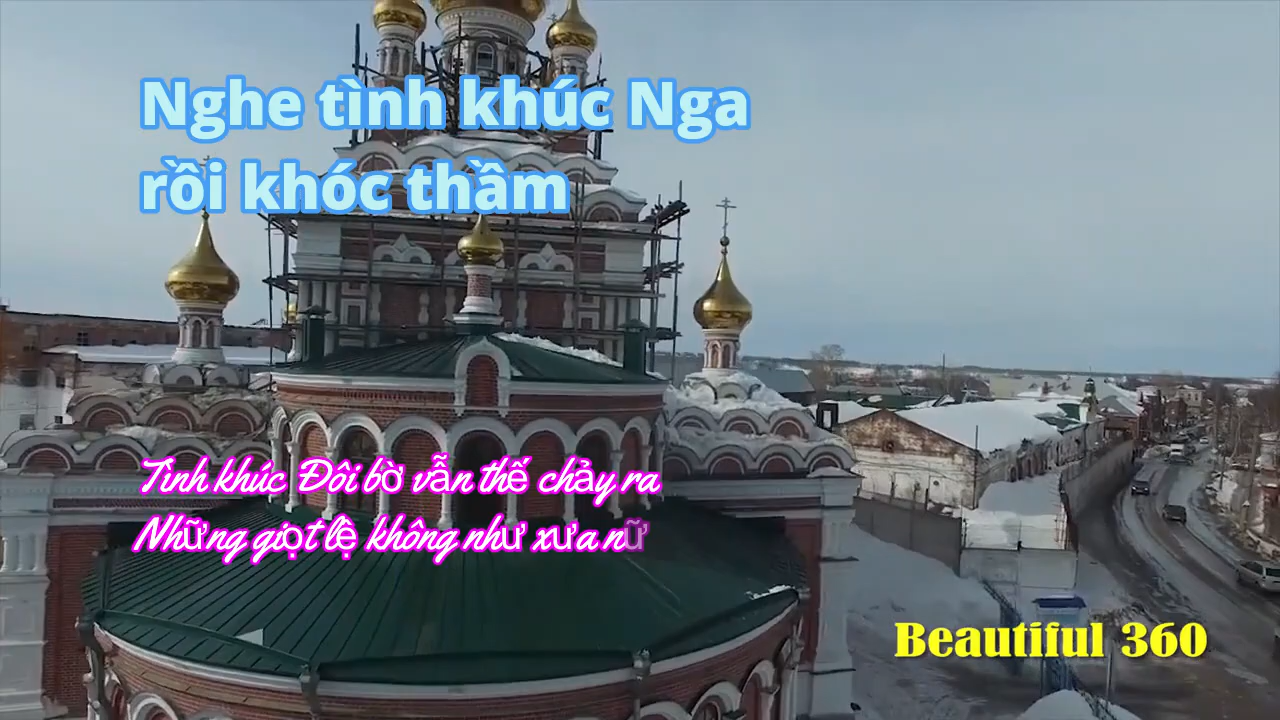 Nghe tình khúc Nga
rồi khóc thầm
Tình khúc Đôi bờ vẫn thế chảy ra
Những giọt lệ không như xưa nữ
Beautiful 360